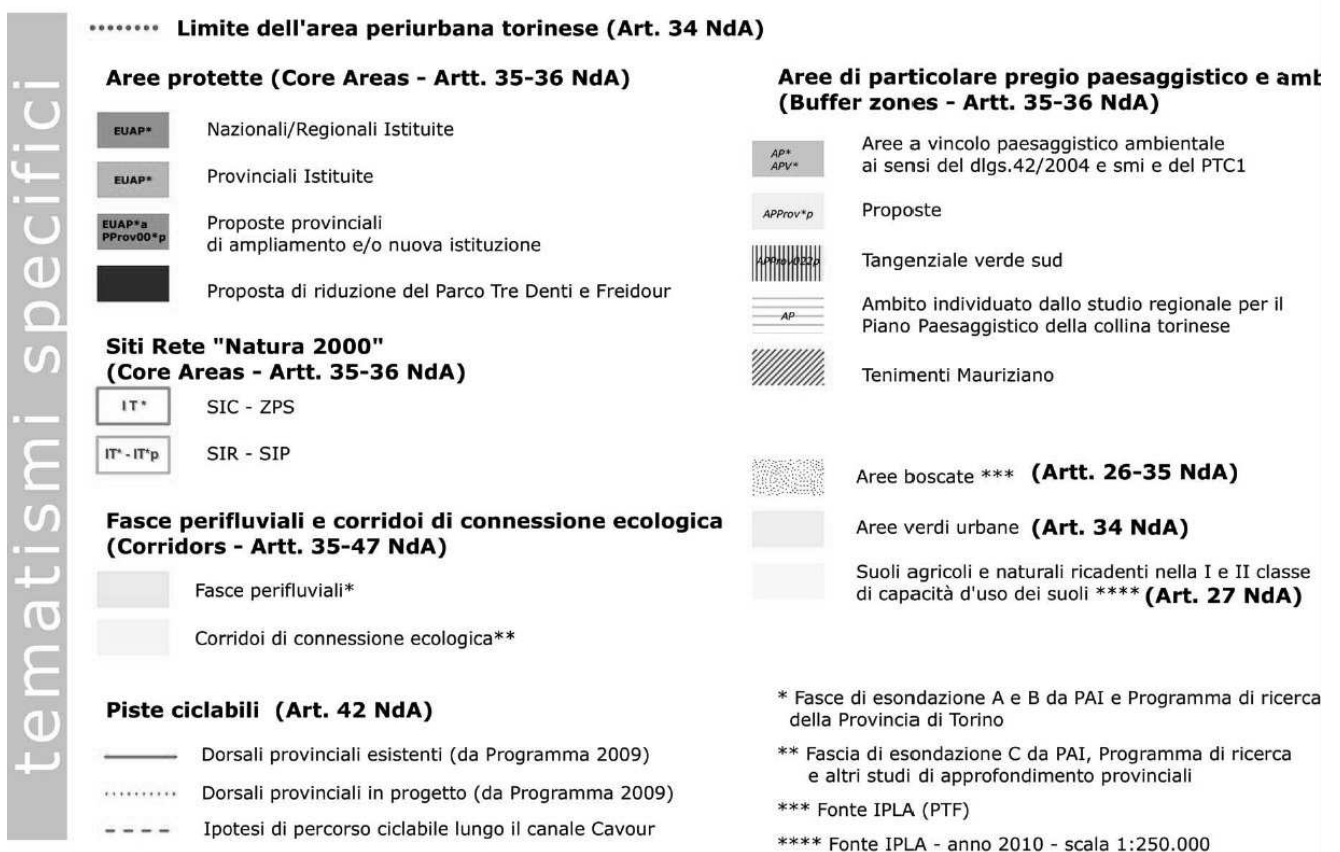 tematismi specifici
Limite dell'area periurbana torinese (Art. 34 NdA)
Aree protette (Core Areas - Artt. 35-36 NdA)
EUAP*
Nazionali/Regionali Istituite
EUAP*
Provinciali Istituite
EUAP*a
PProv00*p
Proposte provinciali
di ampliamento e/o nuova istituzione
Proposta di riduzione del Parco Tre Denti e Freidour
Siti Rete "Natura 2000"
(Core Areas - Artt. 35-36 NdA)
IT*
SIC - ZPS
IT* - IT*p
SIR - SIP
Fasce perifluviali e corridoi di connessione ecologica
(Corridors - Artt. 35-47 NdA)
Fasce perifluviali*
Corridoi di connessione ecologica**
Piste ciclabili (Art. 42 NdA)
Dorsali provinciali esistenti (da Programma 2009)
Dorsali provinciali in progetto (da Programma 2009)
Ipotesi di percorso ciclabile lungo il canale Cavour
Aree di particolare pregio paesaggistico e amb
(Buffer zones - Artt. 35-36 NdA)
AP*
APV*
Aree a vincolo paesaggistico ambientale
ai sensi del dlgs.42/2004 e smi e del PTC1
APProv*p
Proposte
APProv022p
Tangenziale verde sud
AP
Ambito individuato dallo studio regionale per il
Piano Paesaggistico della collina torinese
Tenimenti Mauriziano
Aree boscate *** (Artt. 26-35 NdA)
Aree verdi urbane (Art. 34 NdA)
Suoli agricoli e naturali ricadenti nella I e II classe
di capacità d'uso dei suoli **** (Art. 27 NdA)
* Fasce di esondazione A e B da PAI e Programma di ricerca
della Provincia di Torino
** Fascia di esondazione C da PAI, Programma di ricerca
e altri studi di approfondimento provinciali
*** Fonte IPLA (PTF)
**** Fonte IPLA - anno 2010 - scala 1:250.000